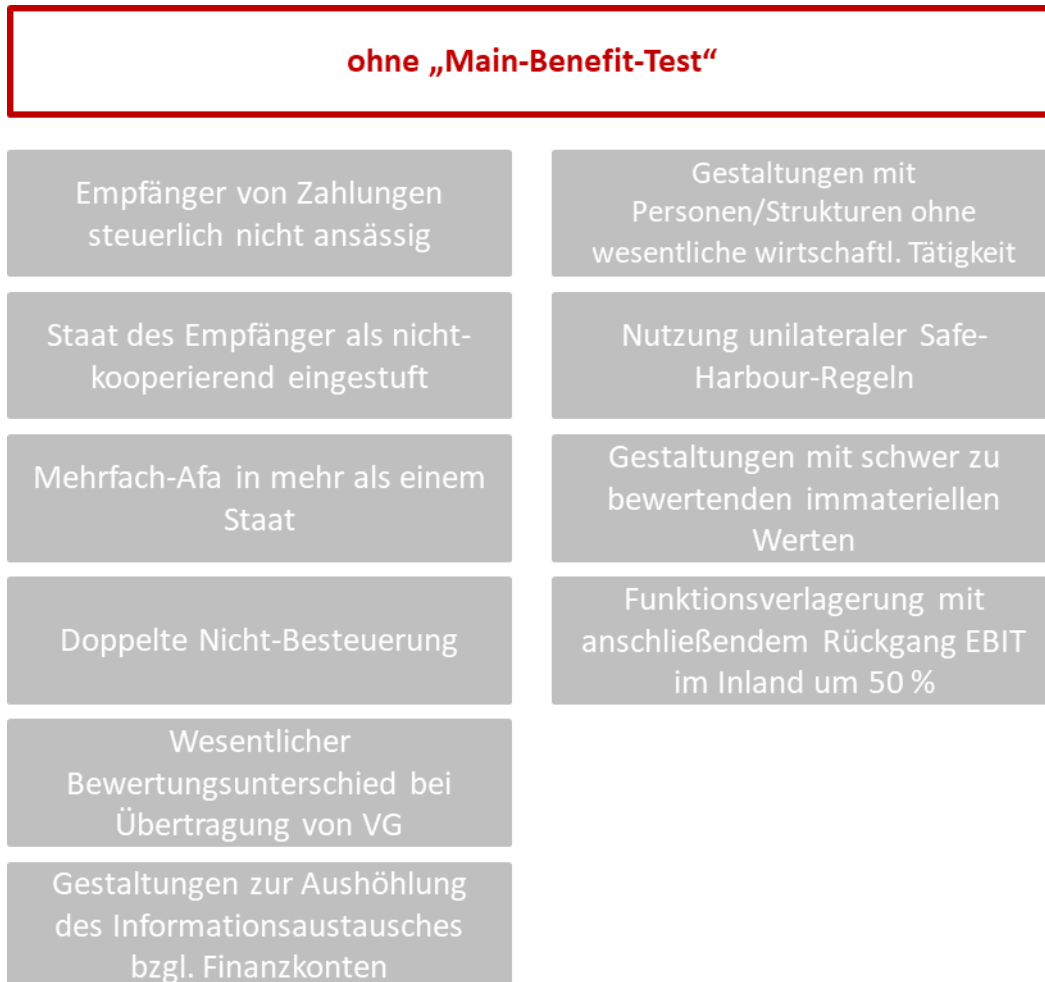 ohne „Main-Benefit-Test“
Empfänger von Zahlungen
steuerlich nicht ansässig
Staat des Empfänger als nicht-
kooperierend eingestuft
Mehrfach-Afa in mehr als einem
Staat
Doppelte Nicht-Besteuerung
Wesentlicher
Bewertungsunterschied bei
Übertragung von VG
Gestaltungen zur Aushöhlung
des Informationsaustausches
bzgl. Finanzkonten
Gestaltungen mit
Personen/Strukturen ohne
wesentliche wirtschaftl. Tätigkeit
Nutzung unilateraler Safe-
Harbour-Regeln
Gestaltungen mit schwer zu
bewertenden immateriellen
Werten
Funktionsverlagerung mit
anschließendem Rückgang EBIT
im Inland um 50 %